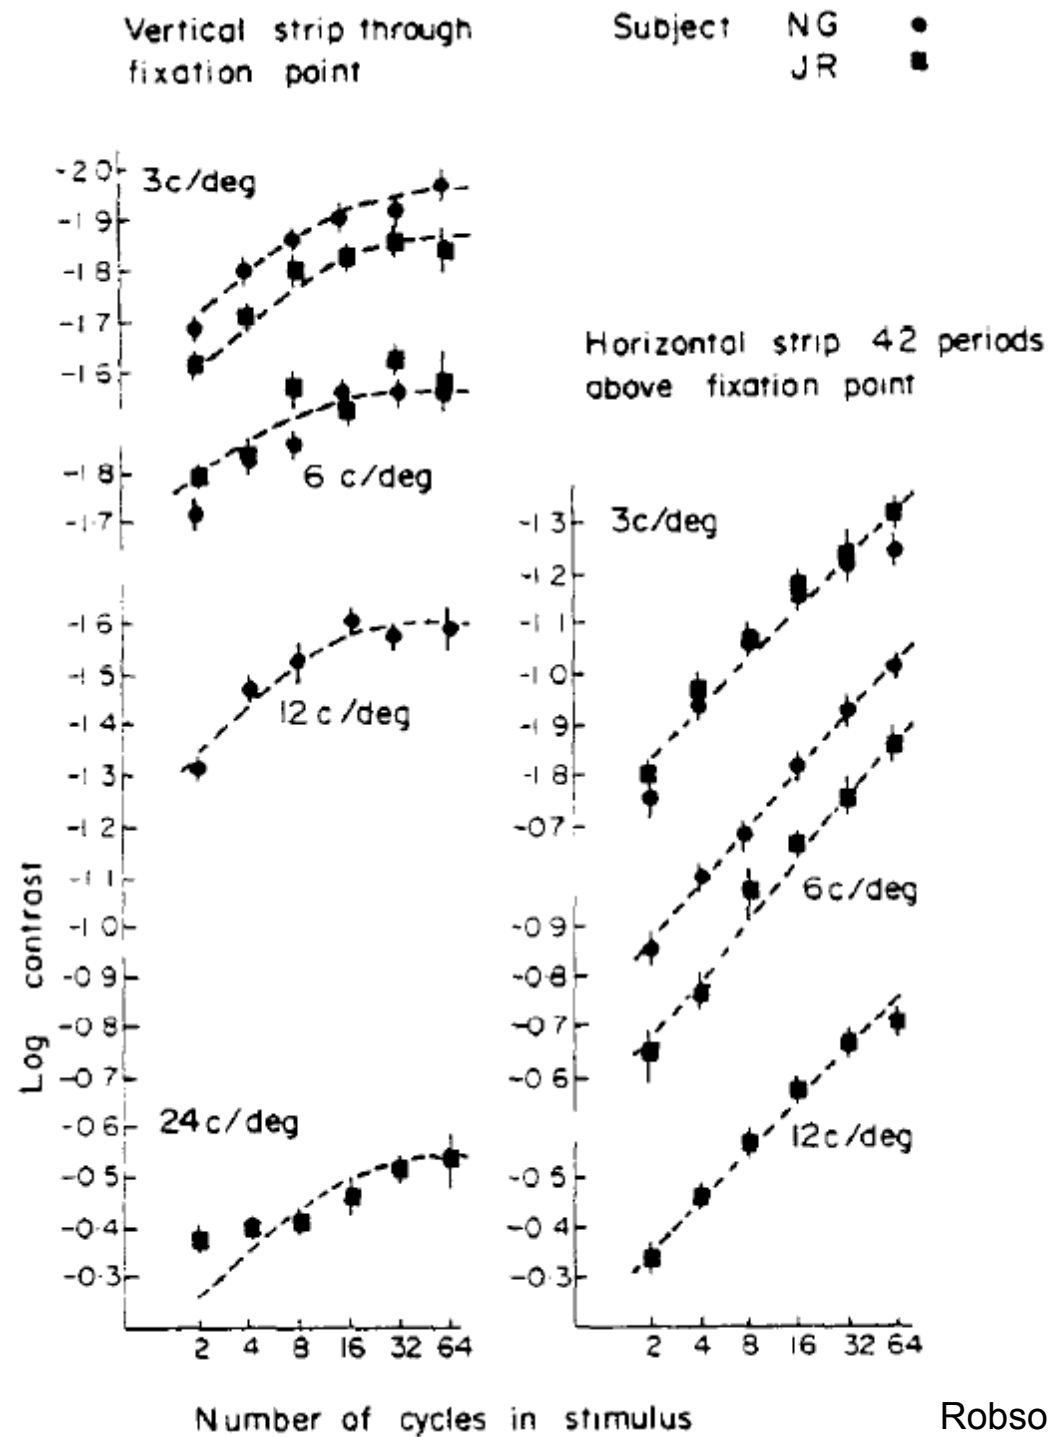 Vertical strip through
fixation point
Subject NG
JR
-2 0
3c/deg
-1 9
-1 8
-1 7
-1 6
6 c/deg
-1 8
-1·7
-1 6
-1 5
12 c/deg
-1 4
-1 3
-1 2
-1 1
-1 0
-0 9
-0 8
-0 7
-0 6
24 c/deg
-0 5
-0·4
-0·3
2 4 8 16 32 64
Log contrast
Horizontal strip 42 periods
above fixation point
3c/deg
-1 3
-1 2
-1 1
-1 0
-1 9
-1 8
-0 7
6c/deg
-0 9
-0 8
-0 7
-0 6
12c/deg
-0 5
-0 4
-0·3
2 4 8 16 32 64
Number of cycles in stimulus
Robso